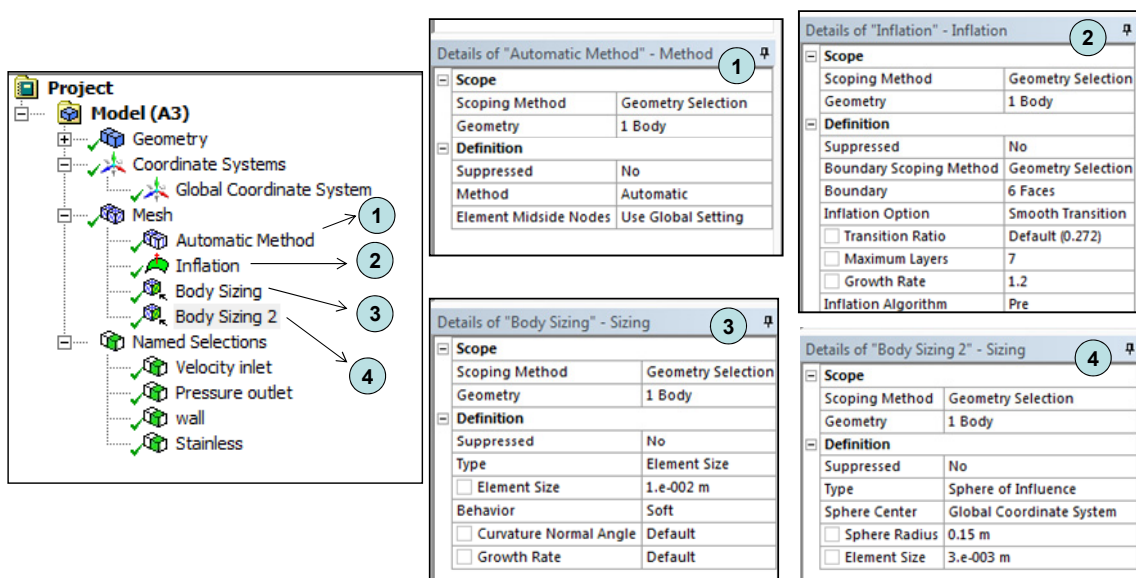 Project
Model (A3)
Geometry
Coordinate Systems
Global Coordinate System
Mesh
Automatic Method
Inflation
Body Sizing
Body Sizing 2
Named Selections
Velocity inlet
Pressure outlet
wall
Stainless
1
2
3
4
Details of "Automatic Method" - Method 1
Scope
Scoping Method Geometry Selection
Geometry 1 Body
Definition
Suppressed No
Method Automatic
Element Midside Nodes Use Global Setting
Details of "Inflation" - Inflation 2
Scope
Scoping Method Geometry Selection
Geometry 1 Body
Definition
Suppressed No
Boundary Scoping Method Geometry Selection
Boundary 6 Faces
Inflation Option Smooth Transition
Transition Ratio Default (0.272)
Maximum Layers 7
Growth Rate 1.2
Inflation Algorithm Pre
Details of "Body Sizing" - Sizing 3
Scope
Scoping Method Geometry Selection
Geometry 1 Body
Definition
Suppressed No
Type Element Size
Element Size 1.e-002 m
Behavior Soft
Curvature Normal Angle Default
Growth Rate Default
Details of "Body Sizing 2" - Sizing 4
Scope
Scoping Method Geometry Selection
Geometry 1 Body
Definition
Suppressed No
Type Sphere of Influence
Sphere Center Global Coordinate System
Sphere Radius 0.15 m
Element Size 3.e-003 m